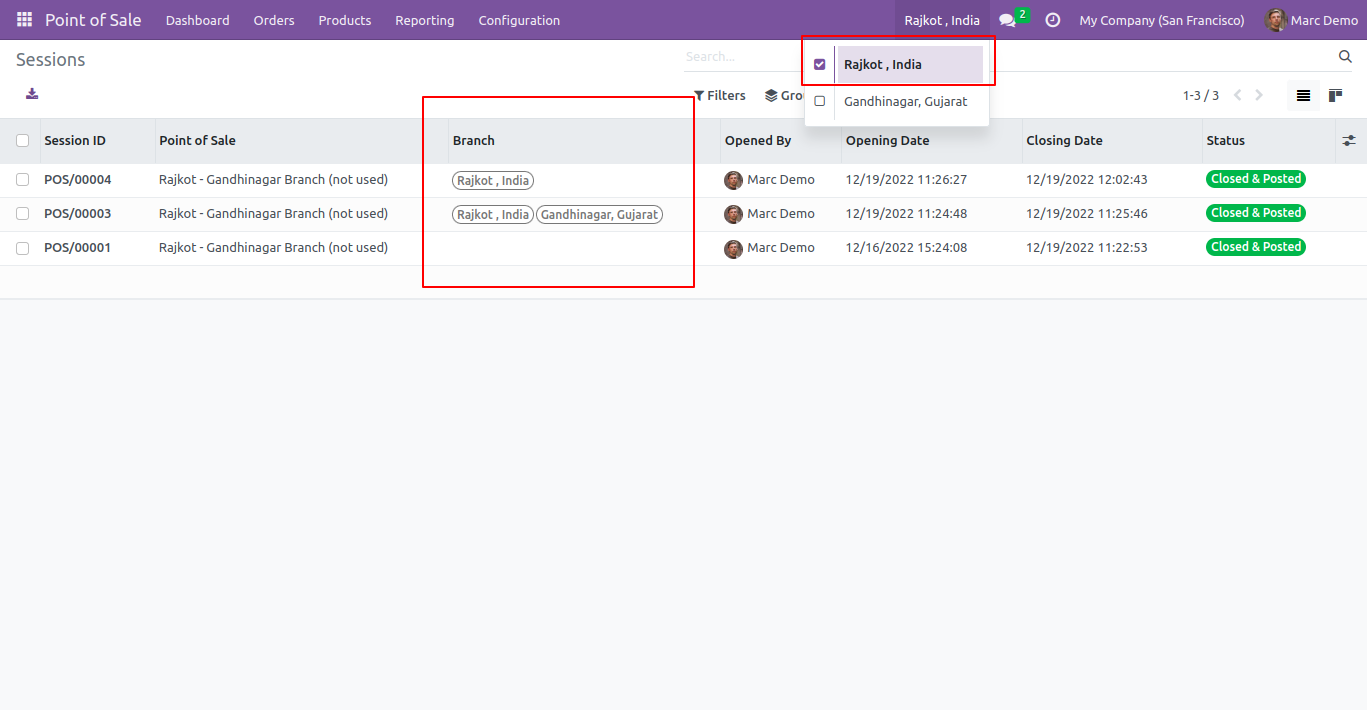 Point of Sale Dashboard Orders Products Reporting Configuration Rajkot , India 2 My Company (San Francisco) Marc Demo
Sessions Search... Rajkot , India
Filters Gro Gandhinagar, Gujarat 1-3 / 3
Session ID Point of Sale Branch Opened By Opening Date Closing Date Status
POS/00004 Rajkot - Gandhinagar Branch (not used) Rajkot , India Marc Demo 12/19/2022 11:26:27 12/19/2022 12:02:43 Closed & Posted
POS/00003 Rajkot - Gandhinagar Branch (not used) Rajkot , India Gandhinagar, Gujarat Marc Demo 12/19/2022 11:24:48 12/19/2022 11:25:46 Closed & Posted
POS/00001 Rajkot - Gandhinagar Branch (not used) Marc Demo 12/16/2022 15:24:08 12/19/2022 11:22:53 Closed & Posted